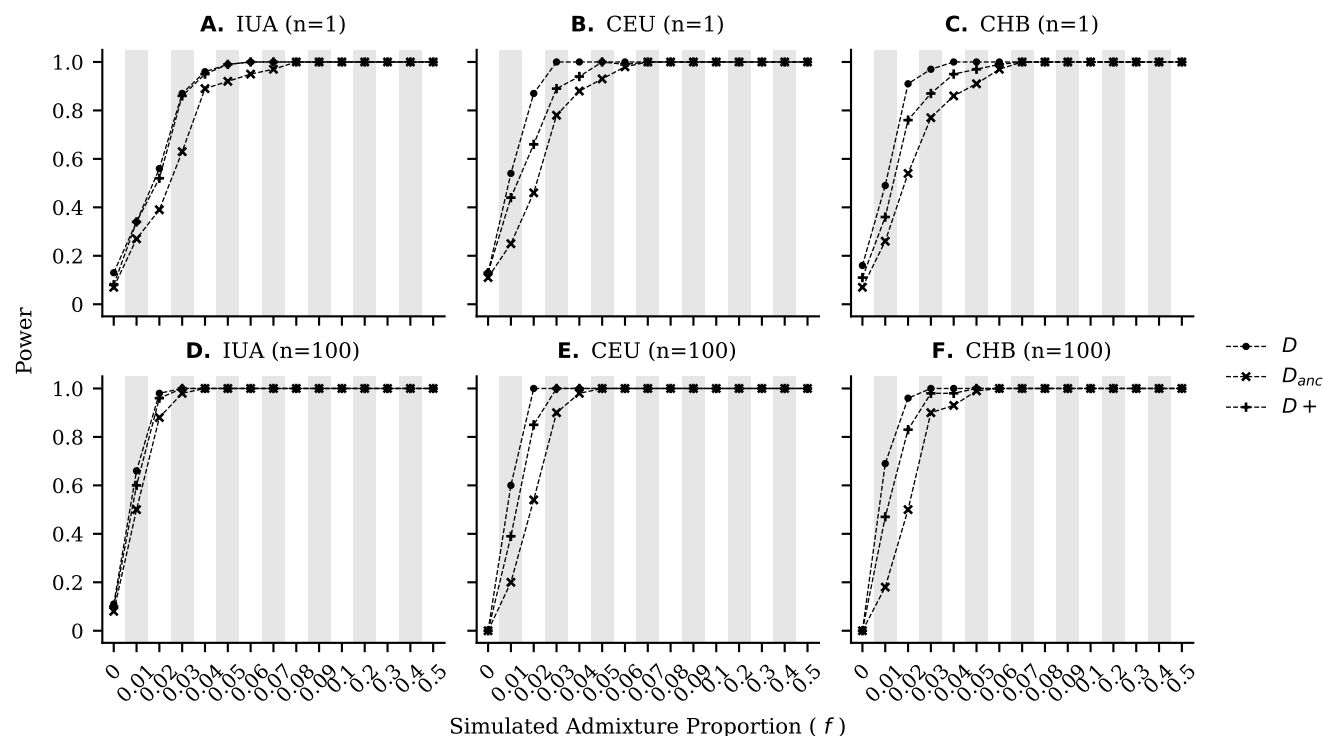 A. IUA (n=1)
B. CEU (n=1)
C. CHB (n=1)
1.0
0.8
0.6
0.4
0.2
0
Power
D. IUA (n=100)
E. CEU (n=100)
F. CHB (n=100)
1.0
0.8
0.6
0.4
0.2
0
0 0.01 0.02 0.03 0.04 0.05 0.06 0.07 0.08 0.09 0.1 0.2 0.3 0.4 0.5
0 0.01 0.02 0.03 0.04 0.05 0.06 0.07 0.08 0.09 0.1 0.2 0.3 0.4 0.5
0 0.01 0.02 0.03 0.04 0.05 0.06 0.07 0.08 0.09 0.1 0.2 0.3 0.4 0.5
Simulated Admixture Proportion ( f )
D
Danc
D +